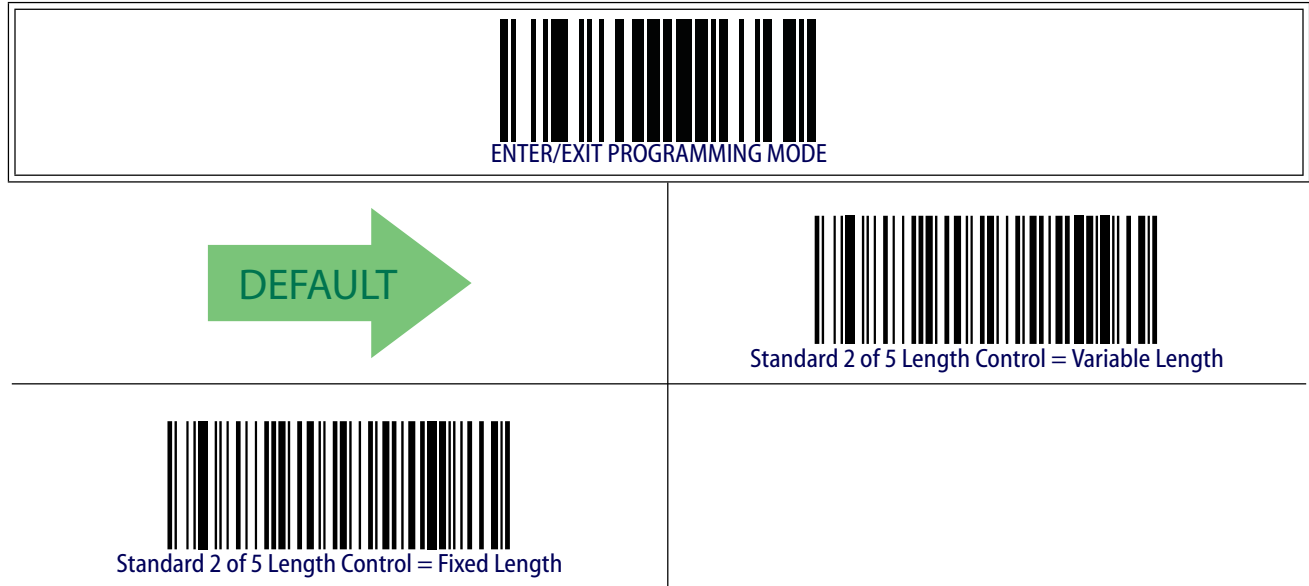 ENTER/EXIT PROGRAMMING MODE
DEFAULT
Standard 2 of 5 Length Control = Variable Length
Standard 2 of 5 Length Control = Fixed Length